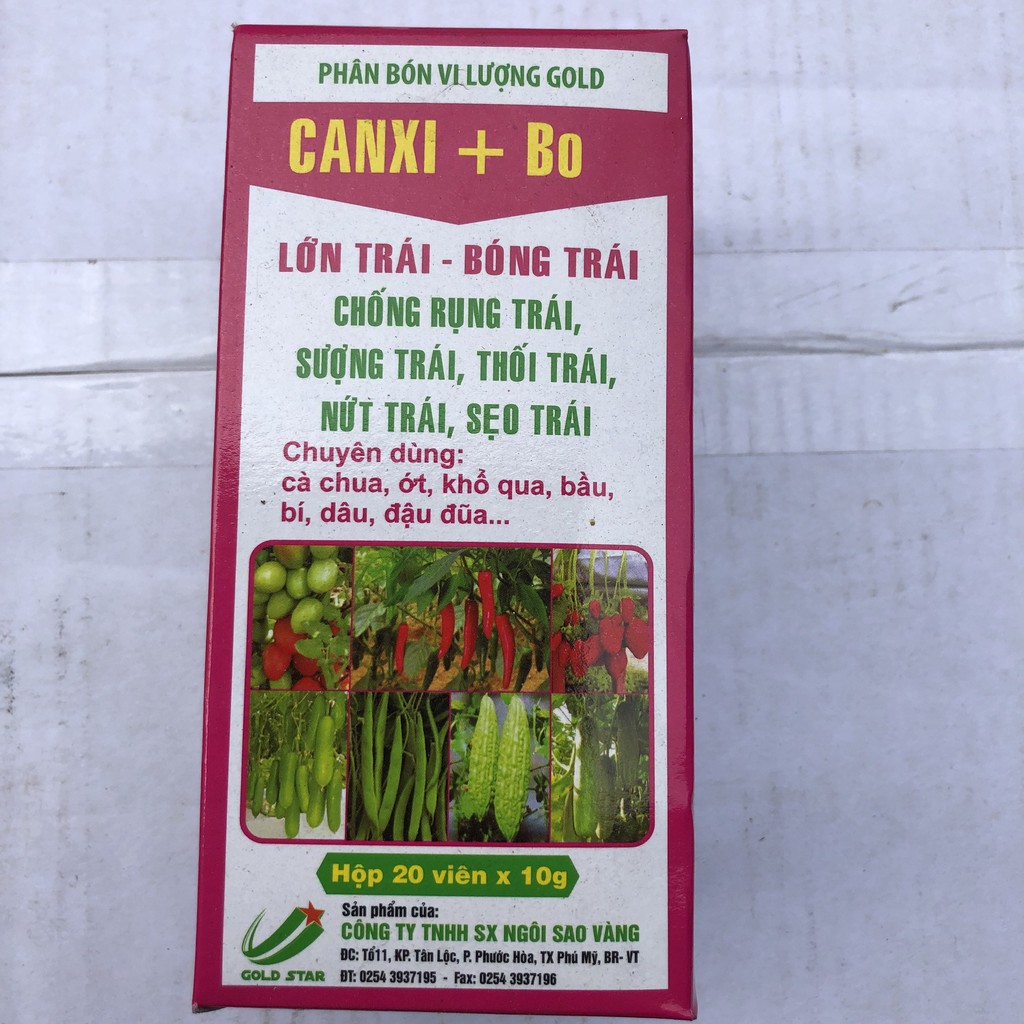 PHÂN BÓN VI LƯỢNG GOLD
CANXI + BO
LỚN TRÁI - BÓNG TRÁI
CHỐNG RỤNG TRÁI,
SƯỢNG TRÁI, THỐI TRÁI,
NỨT TRÁI, SẸO TRÁI
Chuyên dùng:
cà chua, ớt, khổ qua, bầu,
bí, dâu, đậu đũa...
Hộp 20 viên x 10g
Sản phẩm của:
CÔNG TY TNHH SX NGÔI SAO VÀNG
ĐC: Tổ11, KP. Tân Lộc, P. Phước Hòa, TX Phú Mỹ, BR- VT
ĐT: 0254 3937195 - Fax: 0254 3937196
GOLD STAR